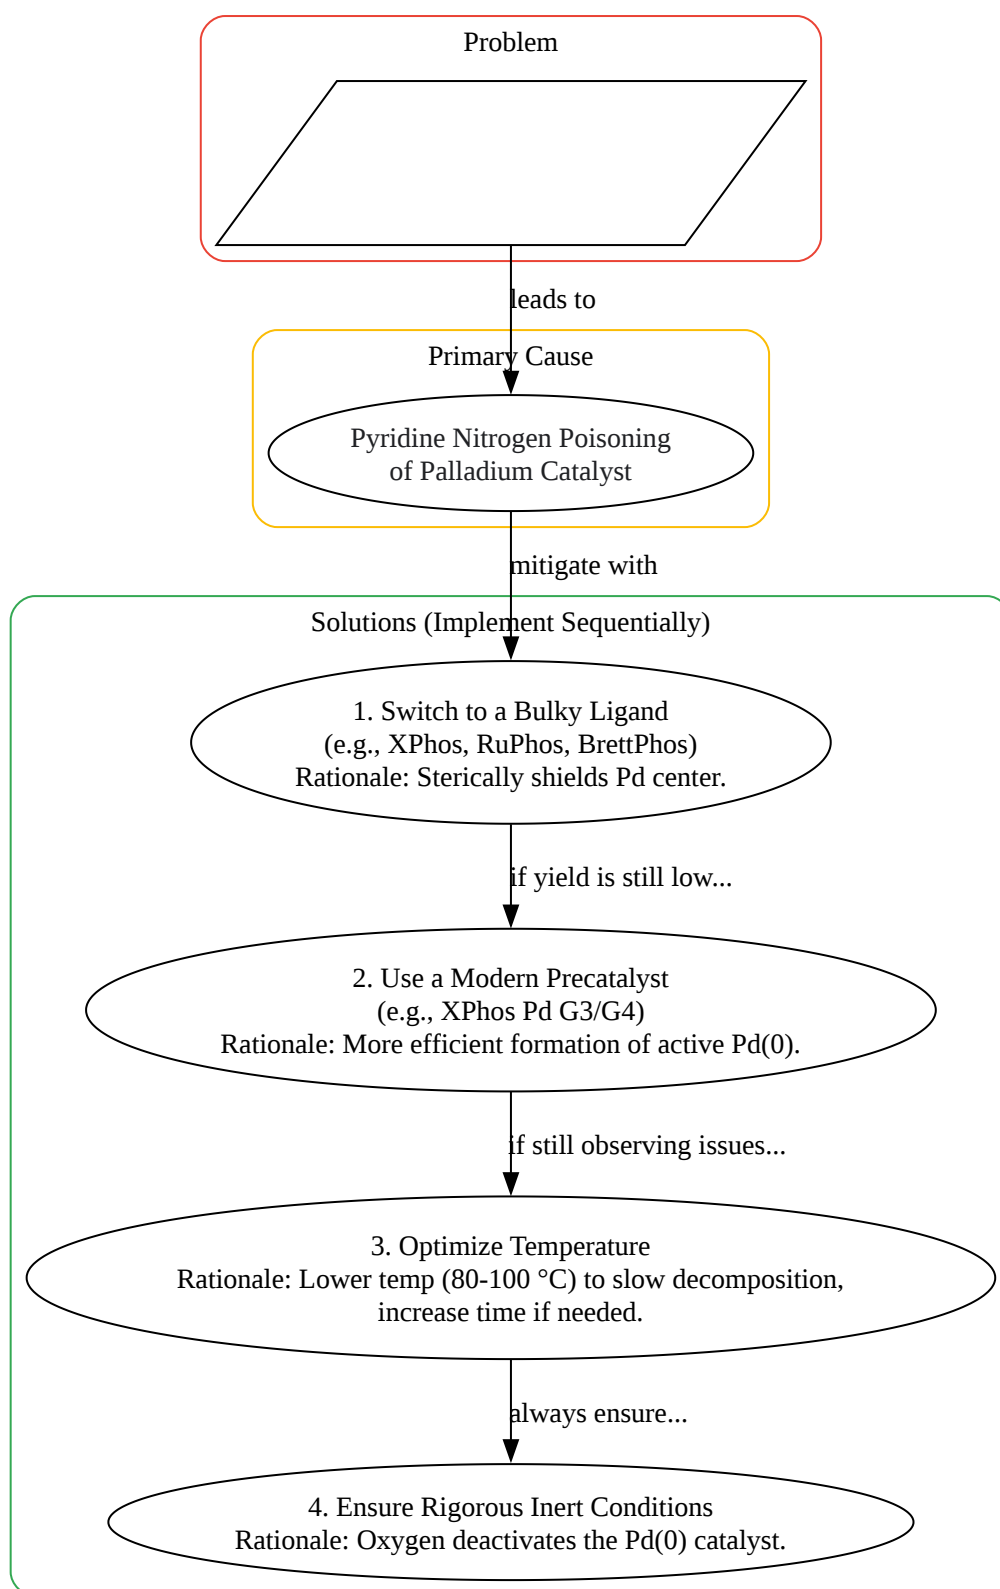 Problem
leads to
Primary Cause
Pyridine Nitrogen Poisoning
of Palladium Catalyst
mitigate with
Solutions (Implement Sequentially)
1. Switch to a Bulky Ligand
(e.g., XPhos, RuPhos, BrettPhos)
Rationale: Sterically shields Pd center.
if yield is still low...
2. Use a Modern Precatalyst
(e.g., XPhos Pd G3/G4)
Rationale: More efficient formation of active Pd(0).
if still observing issues...
3. Optimize Temperature
Rationale: Lower temp (80-100 °C) to slow decomposition,
increase time if needed.
always ensure...
4. Ensure Rigorous Inert Conditions
Rationale: Oxygen deactivates the Pd(0) catalyst.